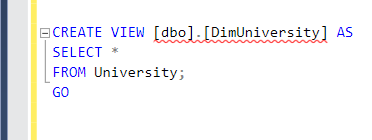 CREATE VIEW [dbo].[DimUniversity] AS
SELECT *
FROM University;
GO